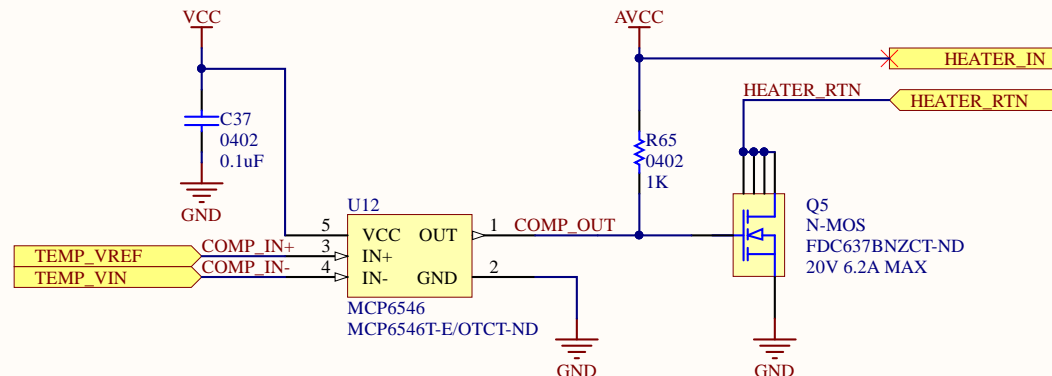 VCC
AVCC
HEATER_IN
HEATER_RTN
HEATER_RTN
C37
0402
0.1uF
GND
R65
0402
1K
U12
5
VCC
OUT
1
COMP_OUT
TEMP_VREF
COMP_IN+
3
IN+
TEMP_VIN
COMP_IN-
4
IN-
GND
2
MCP6546
MCP6546T-E/OTCT-ND
GND
Q5
N-MOS
FDC637BNZCT-ND
20V 6.2A MAX
GND